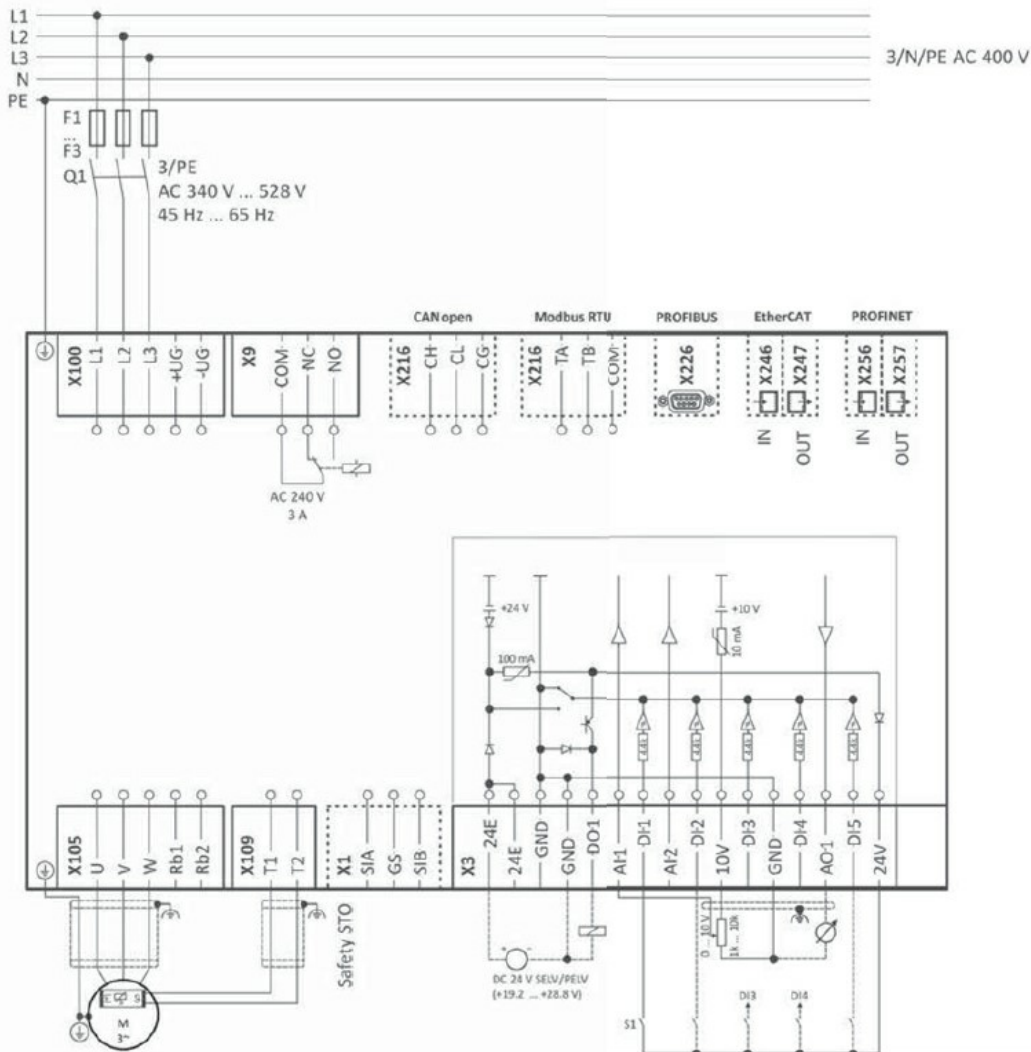 L1
L2
L3
N
PE
3/N/PE AC 400 V
F1
...
F3
Q1
3/PE
AC 340 V ... 528 V
45 Hz ... 65 Hz
CAN open
Modbus RTU
PROFIBUS
EtherCAT
PROFINET
X100
L1
L2
L3
+UG
-UG
X9
COM
NC
NO
X216
CH
CL
CG
X216
TA
TB
COM
X226
X246
X247
X256
X257
IN
OUT
IN
OUT
AC 240 V
3 A
+24 V
+10 V
10 mA
100 mA
X105
U
V
W
Rb1
Rb2
X109
T1
T2
X1
SIA
GS
SIB
X3
24E
24E
GND
GND
DO1
AI1
DI1
AI2
DI2
10V
DI3
GND
DI4
AO1
DI5
24V
Safety STO
0 ... 10 V
1k ... 10k
DC 24 V SELV/PELV
(+19.2 ... +28.8 V)
DI3
DI4
S1
M
3~